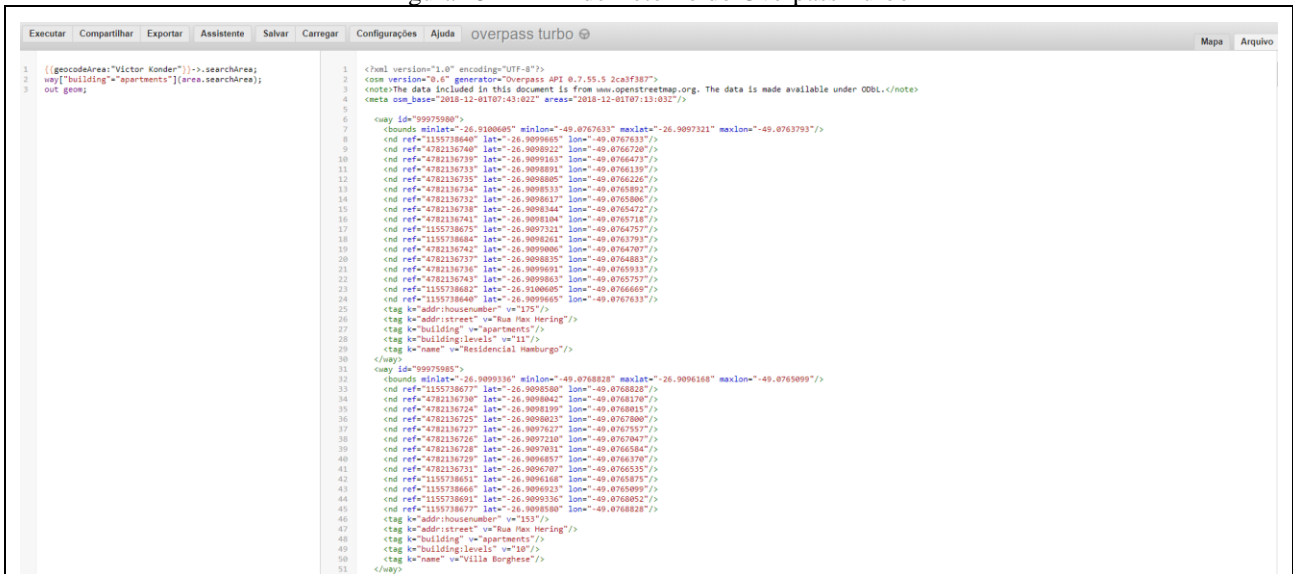 Executar Compartilhar Exportar Assistente Salvar Carregar Configurações Ajuda overpass turbo
Mapa Arquivo
1 {{geocodeArea:"Victor Konder"}}->.searchArea;
2 way["building"="apartments"](area.searchArea);
3 out geom;
1 <?xml version="1.0" encoding="UTF-8"?>
2 <osm version="0.6" generator="Overpass API 0.7.55.5 2ca3f387">
3 <note>The data included in this document is from www.openstreetmap.org. The data is made available under ODbL.</note>
4 <meta osm_base="2018-12-01T07:43:02Z" areas="2018-12-01T07:13:03Z"/>
5
6 <way id="99975980">
7 <bounds minlat="-26.9100605" minlon="-49.0767633" maxlat="-26.9097321" maxlon="-49.0763793"/>
8 <nd ref="1155738640" lat="-26.9099665" lon="-49.0767633"/>
9 <nd ref="4782136740" lat="-26.9098922" lon="-49.0766720"/>
10 <nd ref="4782136739" lat="-26.9099163" lon="-49.0766473"/>
11 <nd ref="4782136733" lat="-26.9098891" lon="-49.0766139"/>
12 <nd ref="4782136735" lat="-26.9098805" lon="-49.0766226"/>
13 <nd ref="4782136734" lat="-26.9098533" lon="-49.0765892"/>
14 <nd ref="4782136732" lat="-26.9098617" lon="-49.0765806"/>
15 <nd ref="4782136738" lat="-26.9098344" lon="-49.0765472"/>
16 <nd ref="4782136741" lat="-26.9098104" lon="-49.0765718"/>
17 <nd ref="1155738675" lat="-26.9097321" lon="-49.0764757"/>
18 <nd ref="1155738684" lat="-26.9098261" lon="-49.0763793"/>
19 <nd ref="4782136742" lat="-26.9099006" lon="-49.0764707"/>
20 <nd ref="4782136737" lat="-26.9098835" lon="-49.0764883"/>
21 <nd ref="4782136736" lat="-26.9099691" lon="-49.0765933"/>
22 <nd ref="4782136743" lat="-26.9099863" lon="-49.0765757"/>
23 <nd ref="1155738682" lat="-26.9100605" lon="-49.0766669"/>
24 <nd ref="1155738640" lat="-26.9099665" lon="-49.0767633"/>
25 <tag k="addr:housenumber" v="175"/>
26 <tag k="addr:street" v="Rua Max Hering"/>
27 <tag k="building" v="apartments"/>
28 <tag k="building:levels" v="11"/>
29 <tag k="name" v="Residencial Hamburgo"/>
30 </way>
31 <way id="99975985">
32 <bounds minlat="-26.9099336" minlon="-49.0768828" maxlat="-26.9096168" maxlon="-49.0765099"/>
33 <nd ref="1155738677" lat="-26.9098580" lon="-49.0768828"/>
34 <nd ref="4782136730" lat="-26.9098042" lon="-49.0768170"/>
35 <nd ref="4782136724" lat="-26.9098199" lon="-49.0768015"/>
36 <nd ref="4782136725" lat="-26.9098023" lon="-49.0767800"/>
37 <nd ref="4782136727" lat="-26.9097627" lon="-49.0767557"/>
38 <nd ref="4782136726" lat="-26.9097210" lon="-49.0767047"/>
39 <nd ref="4782136728" lat="-26.9097031" lon="-49.0766584"/>
40 <nd ref="4782136729" lat="-26.9096857" lon="-49.0766370"/>
41 <nd ref="4782136731" lat="-26.9096707" lon="-49.0766535"/>
42 <nd ref="1155738651" lat="-26.9096168" lon="-49.0765875"/>
43 <nd ref="1155738666" lat="-26.9096923" lon="-49.0765099"/>
44 <nd ref="1155738691" lat="-26.9099336" lon="-49.0768052"/>
45 <nd ref="1155738677" lat="-26.9098580" lon="-49.0768828"/>
46 <tag k="addr:housenumber" v="153"/>
47 <tag k="addr:street" v="Rua Max Hering"/>
48 <tag k="building" v="apartments"/>
49 <tag k="building:levels" v="10"/>
50 <tag k="name" v="Villa Borghese"/>
51 </way>